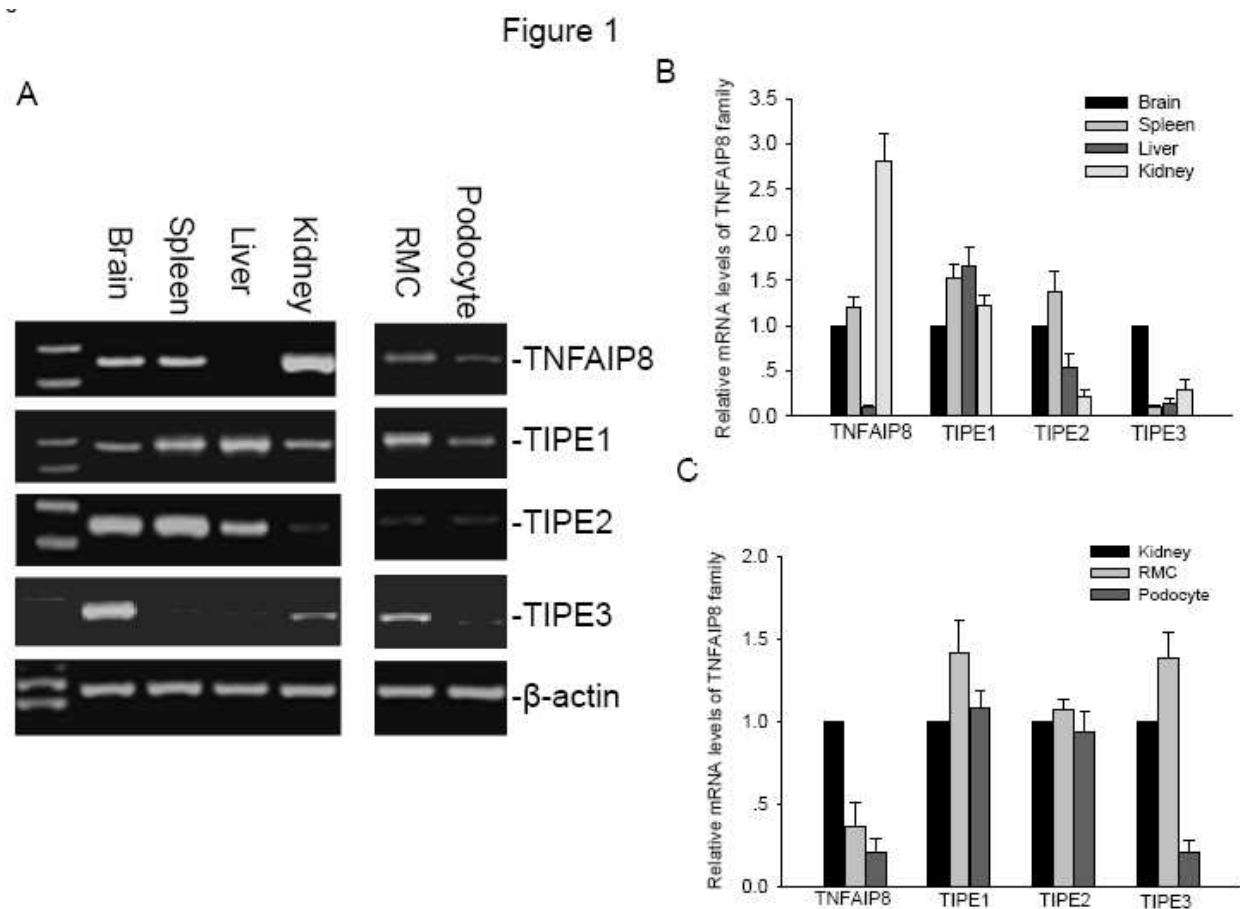 Figure 1
A
Brain
Spleen
Liver
Kidney
RMC
Podocyte
-TNFAIP8
-TIPE1
-TIPE2
-TIPE3
-β-actin
B
Relative mRNA levels of TNFAIP8 family
3.5
3.0
2.5
2.0
1.5
1.0
.5
0.0
Brain
Spleen
Liver
Kidney
TNFAIP8 TIPE1 TIPE2 TIPE3
C
Relative mRNA levels of TNFAIP8 family
2.0
1.5
1.0
.5
0.0
Kidney
RMC
Podocyte
TNFAIP8 TIPE1 TIPE2 TIPE3